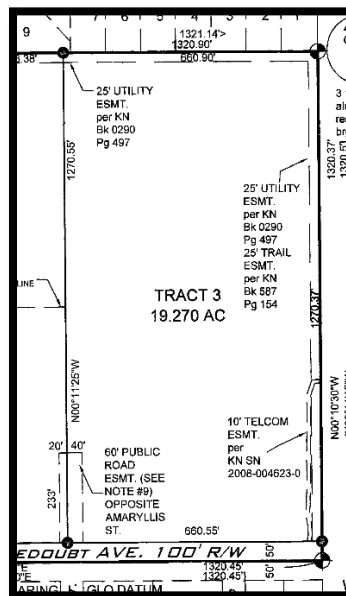 9
7 6 5 4 3 2
1321.14'>
1320.90'
5.38'
660.90'
25' UTILITY
ESMT.
per KN
Bk 0290
Pg 497
1270.55'
1320.37'
25' UTILITY
ESMT.
per KN
Bk 0290
Pg 497
25' TRAIL
ESMT.
per KN
Bk 587
Pg 154
LINE
TRACT 3
19.270 AC
1270.37'
N00°11'25"W
N00°10'30"W
10' TELCOM
ESMT.
per
KN SN
2008-004623-0
20' 40'
60' PUBLIC
ROAD
ESMT. (SEE
NOTE #9)
OPPOSITE
AMARYLLIS
ST.
233'
660.55'
EDOUBT AVE. 100' R/W
50' 50'
1320.45'
1320.45'
GLO DATUM